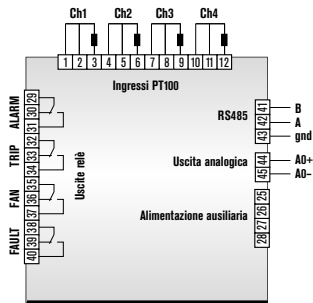 Ch1 Ch2 Ch3 Ch4
1 2 3 4 5 6 7 8 9 10 11 12
Ingressi PT100
ALARM
29
30
31
TRIP
32
33
34
FAN
35
36
37
FAULT
38
39
40
Uscite relè
RS485
41 B
42 A
43 gnd
Uscita analogica
44 A0+
45 A0–
Alimentazione ausiliaria
25
26
27
28